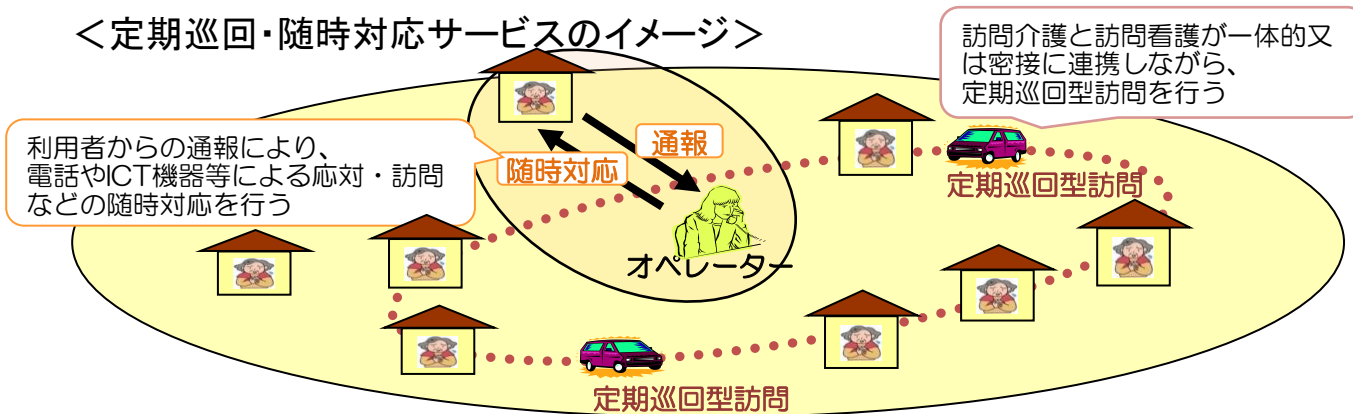 ＜定期巡回・随時対応サービスのイメージ＞
訪問介護と訪問看護が一体的又
は密接に連携しながら、
定期巡回型訪問を行う
利用者からの通報により、
電話やICT機器等による応対・訪問
などの随時対応を行う
通報
随時対応
定期巡回型訪問
オペレーター
定期巡回型訪問